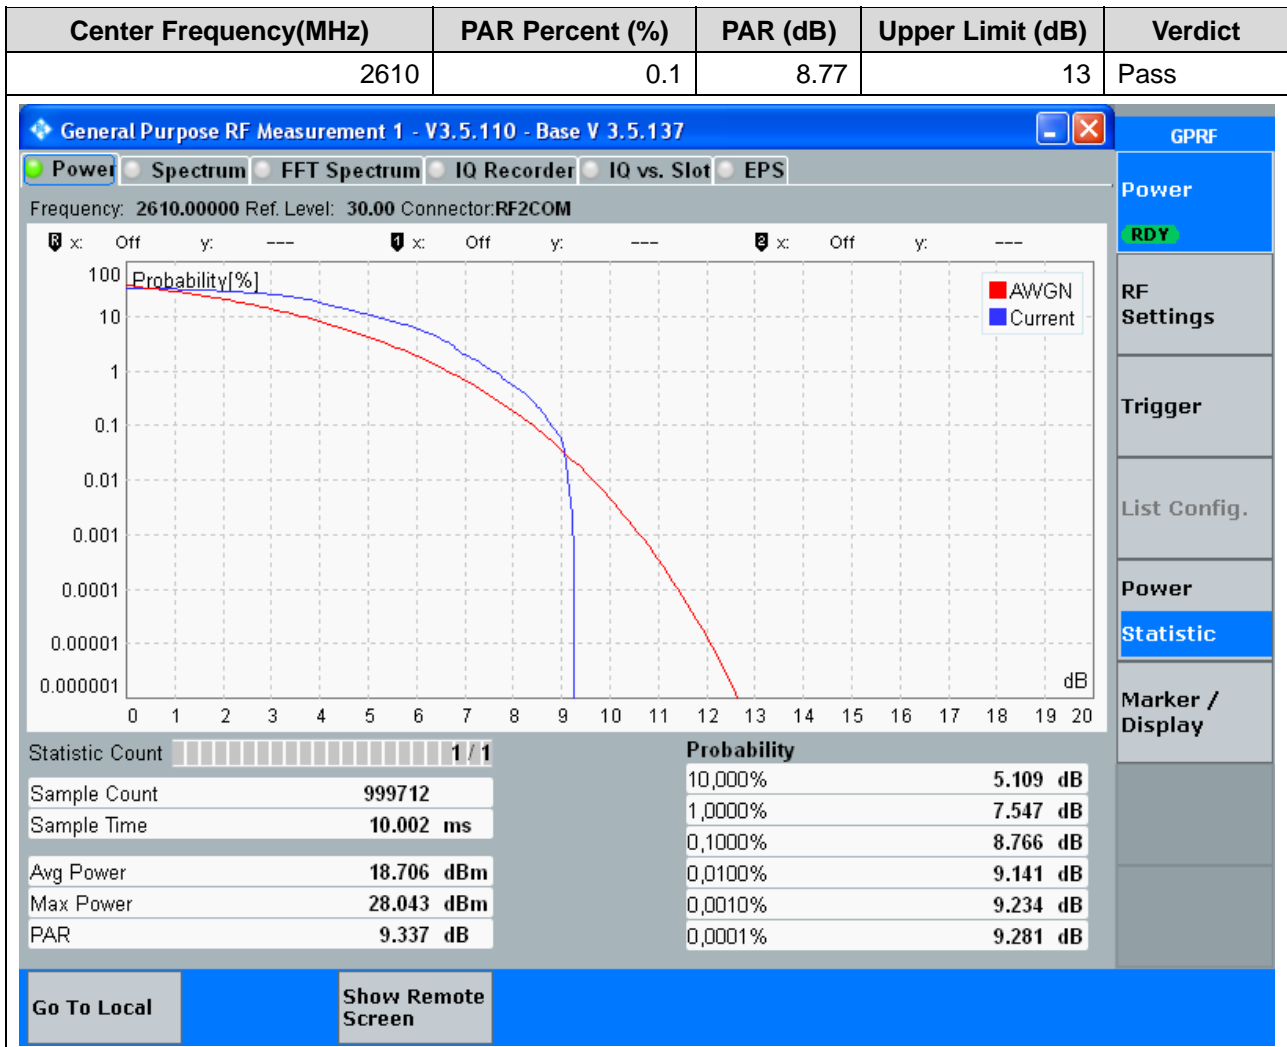 Center Frequency(MHz) PAR Percent (%) PAR (dB) Upper Limit (dB) Verdict
2610 0.1 8.77 13 Pass
General Purpose RF Measurement 1 - V3.5.110 - Base V 3.5.137
GPRF
Power Spectrum FFT Spectrum IQ Recorder IQ vs. Slot EPS
Frequency: 2610.00000 Ref. Level: 30.00 Connector:RF2COM
R x: Off y: --- 1 x: Off y: --- 2 x: Off y: ---
Probability[%]
100
10
1
0.1
0.01
0.001
0.0001
0.00001
0.000001
AWGN
Current
dB
0 1 2 3 4 5 6 7 8 9 10 11 12 13 14 15 16 17 18 19 20
Power
RDY
RF
Settings
Trigger
List Config.
Power
Statistic
Marker /
Display
Statistic Count 1 / 1
Sample Count 999712
Sample Time 10.002 ms
Avg Power 18.706 dBm
Max Power 28.043 dBm
PAR 9.337 dB
Probability
10,000% 5.109 dB
1,0000% 7.547 dB
0,1000% 8.766 dB
0,0100% 9.141 dB
0,0010% 9.234 dB
0,0001% 9.281 dB
Go To Local
Show Remote
Screen